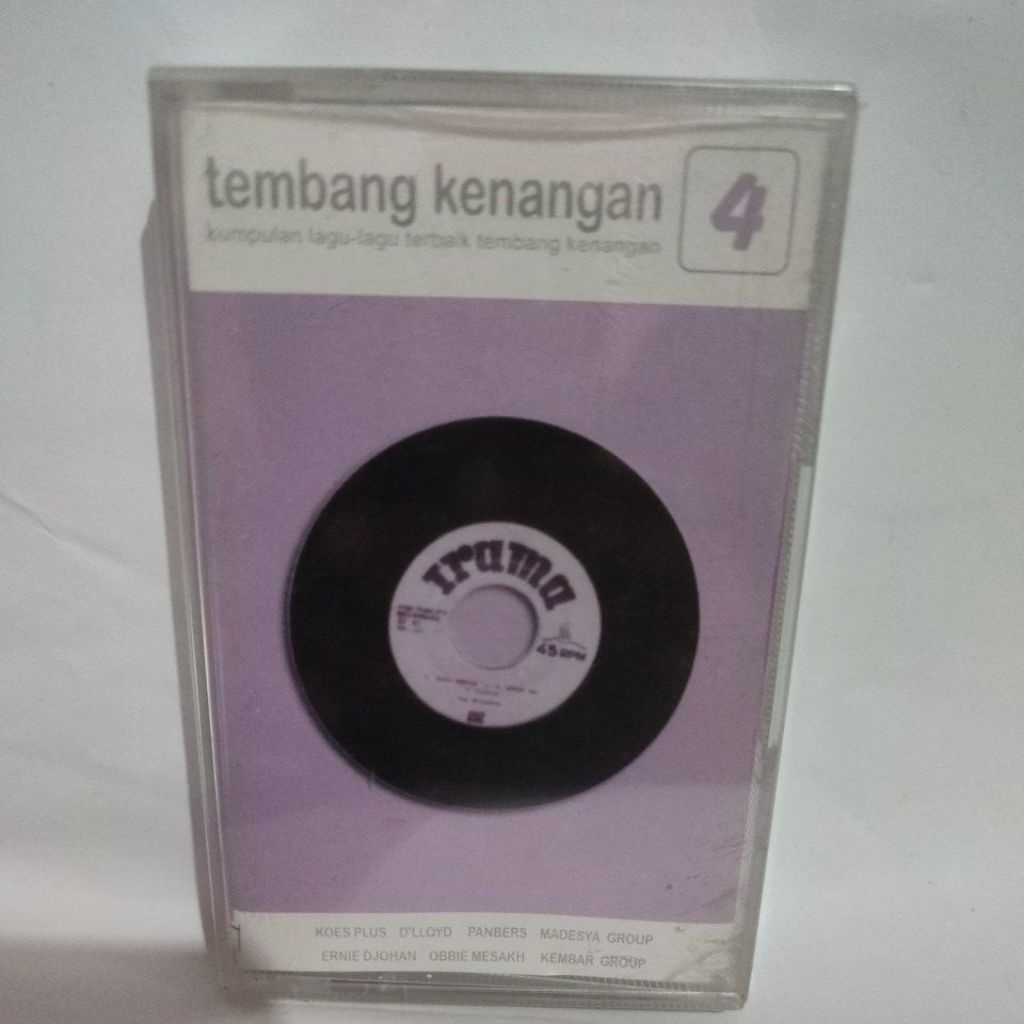 tembang kenangan 4
kumpulan lagu-lagu terbaik tembang kenangan
Irama
45 RPM
KOES PLUS D'LLOYD PANBERS MADESYA GROUP
ERNIE DJOHAN OBBIE MESAKH KEMBAR GROUP